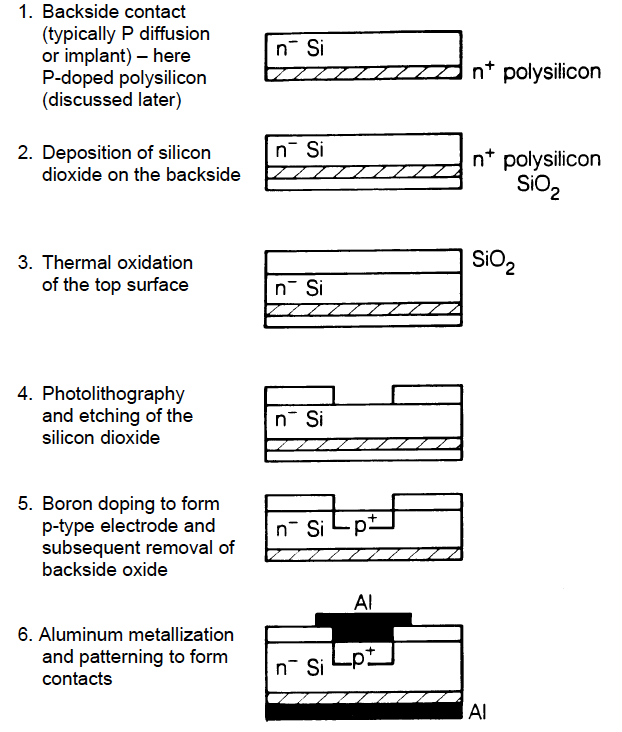 1. Backside contact
(typically P diffusion
or implant) – here
P-doped polysilicon
(discussed later)
n⁻ Si
n⁺ polysilicon
2. Deposition of silicon
dioxide on the backside
n⁻ Si
n⁺ polysilicon
SiO₂
3. Thermal oxidation
of the top surface
SiO₂
n⁻ Si
4. Photolithography
and etching of the
silicon dioxide
n⁻ Si
5. Boron doping to form
p-type electrode and
subsequent removal of
backside oxide
n⁻ Si p⁺
6. Aluminum metallization
and patterning to form
contacts
Al
n⁻ Si p⁺
Al